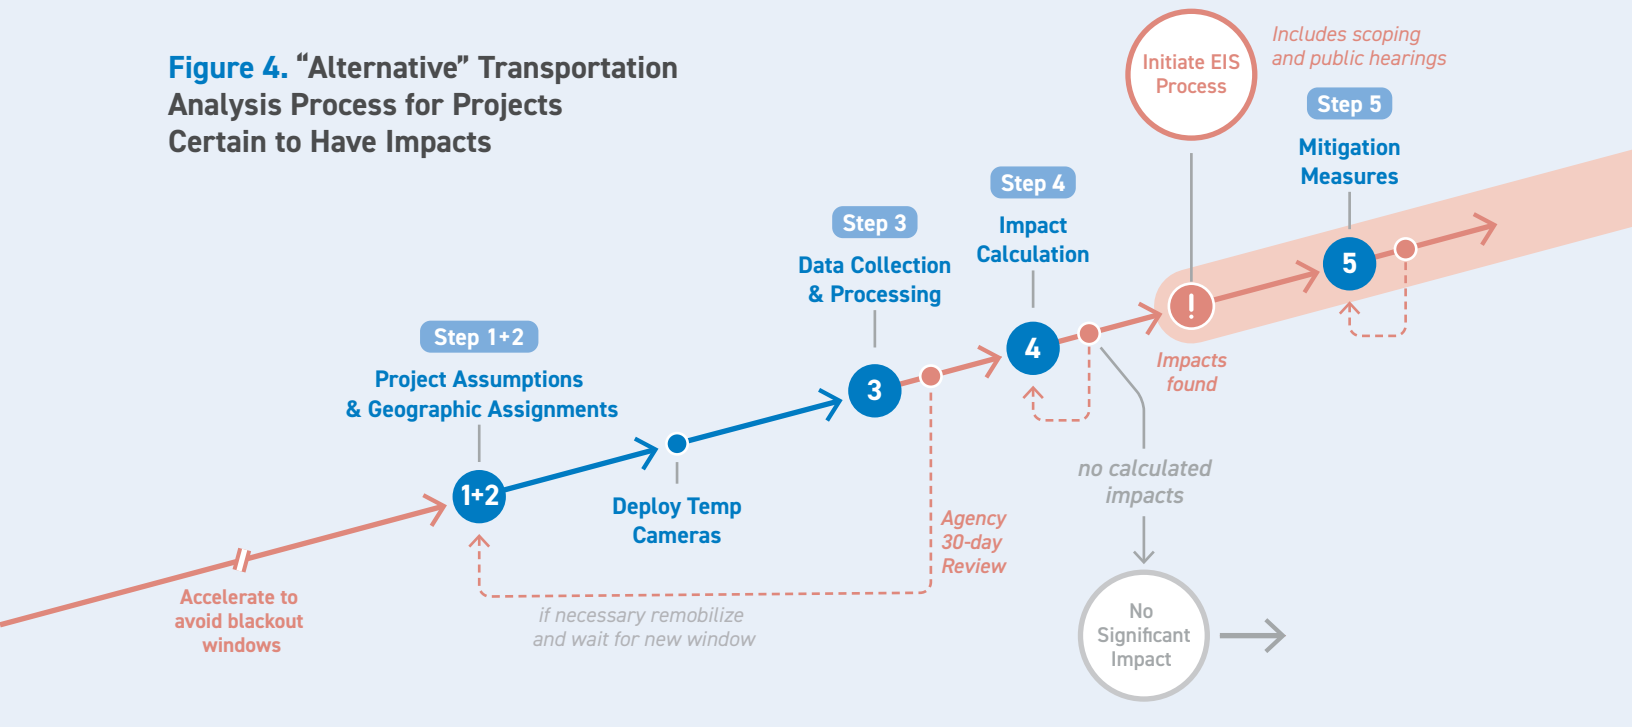 Figure 4. “Alternative” Transportation
Analysis Process for Projects
Certain to Have Impacts
Initiate EIS
Process
Includes scoping
and public hearings
Step 5
Mitigation
Measures
5
Step 4
Impact
Calculation
4
!
Impacts
found
Step 3
Data Collection
& Processing
3
Step 1+2
Project Assumptions
& Geographic Assignments
1+2
Deploy Temp
Cameras
Accelerate to
avoid blackout
windows
if necessary remobilize
and wait for new window
Agency
30-day
Review
no calculated
impacts
No
Significant
Impact